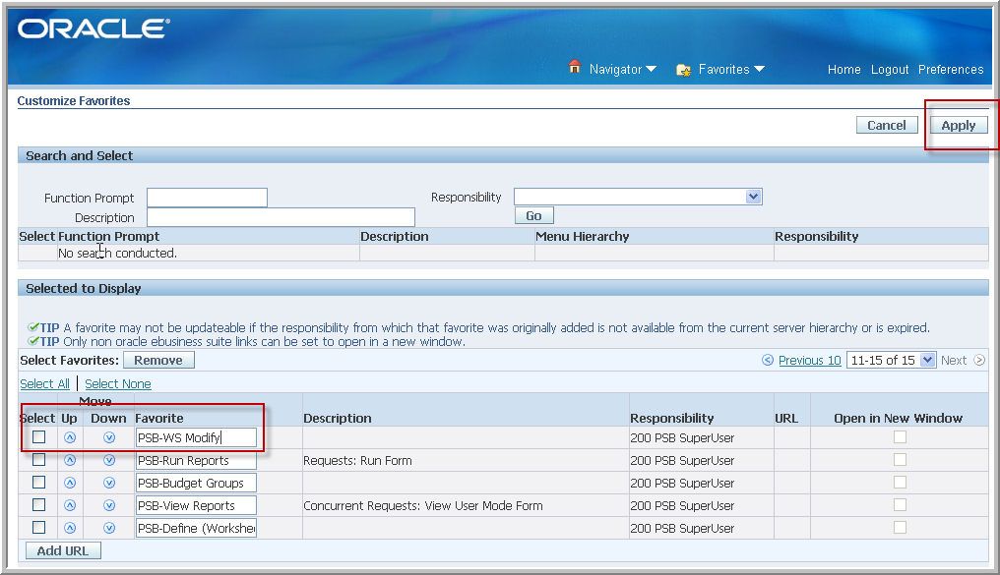 ORACLE®
Navigator Favorites Home Logout Preferences
Customize Favorites
Cancel Apply
Search and Select
Function Prompt Responsibility
Description Go
Select Function Prompt Description Menu Hierarchy Responsibility
No search conducted.
Selected to Display
TIP A favorite may not be updateable if the responsibility from which that favorite was originally added is not available from the current server hierarchy or is expired.
TIP Only non oracle ebusiness suite links can be set to open in a new window.
Select Favorites: Remove Previous 10 11-15 of 15 Next
Select All | Select None
Move
Select Up Down Favorite Description Responsibility URL Open in New Window
PSB-WS Modify 200 PSB SuperUser
PSB-Run Reports Requests: Run Form 200 PSB SuperUser
PSB-Budget Groups 200 PSB SuperUser
PSB-View Reports Concurrent Requests: View User Mode Form 200 PSB SuperUser
PSB-Define (Workshe 200 PSB SuperUser
Add URL